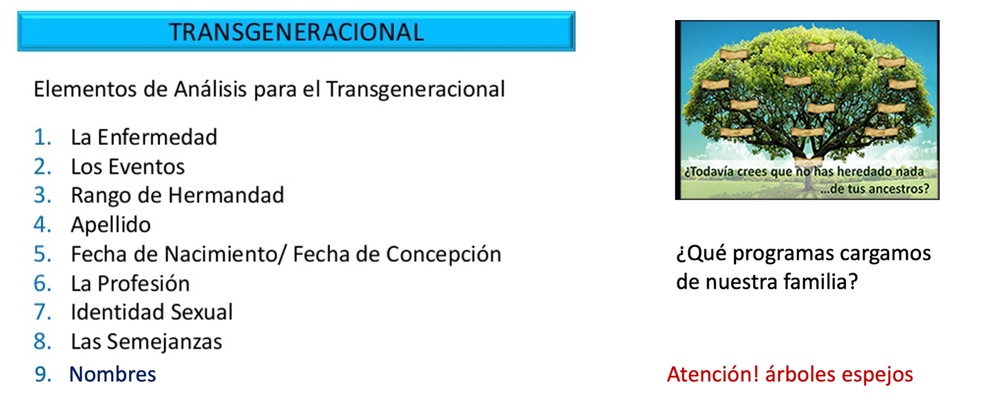 TRANSGENERACIONAL
Elementos de Análisis para el Transgeneracional
1. La Enfermedad
2. Los Eventos
3. Rango de Hermandad
4. Apellido
5. Fecha de Nacimiento/ Fecha de Concepción
6. La Profesión
7. Identidad Sexual
8. Las Semejanzas
9. Nombres
¿Todavía crees que no has heredado nada
...de tus ancestros?
¿Qué programas cargamos
de nuestra familia?
Atención! árboles espejos